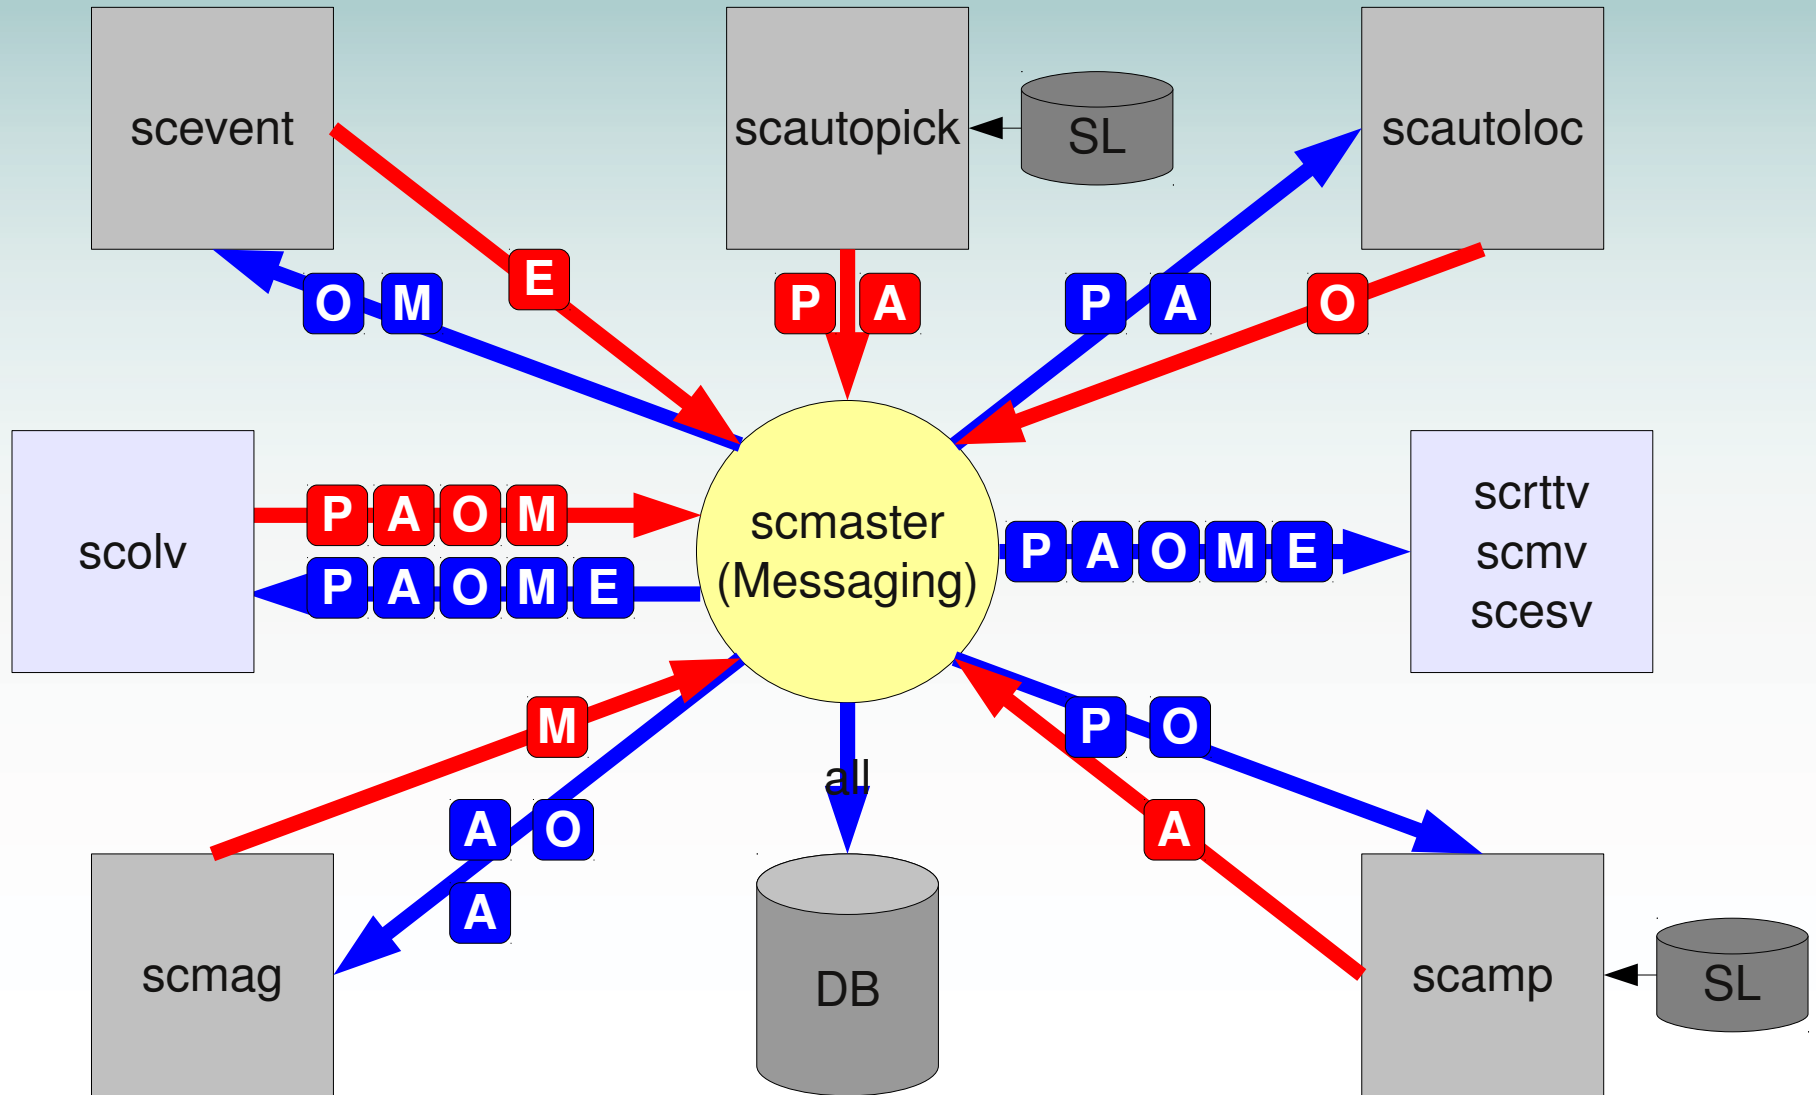 scevent
scautopick
SL
scautoloc
E
O M
P A
P A
O
scolv
P A O M
P A O M E
scmaster
(Messaging)
P A O M E
scrttv
scmv
scesv
M
A O
A
all
P O
A
scmag
DB
scamp
SL